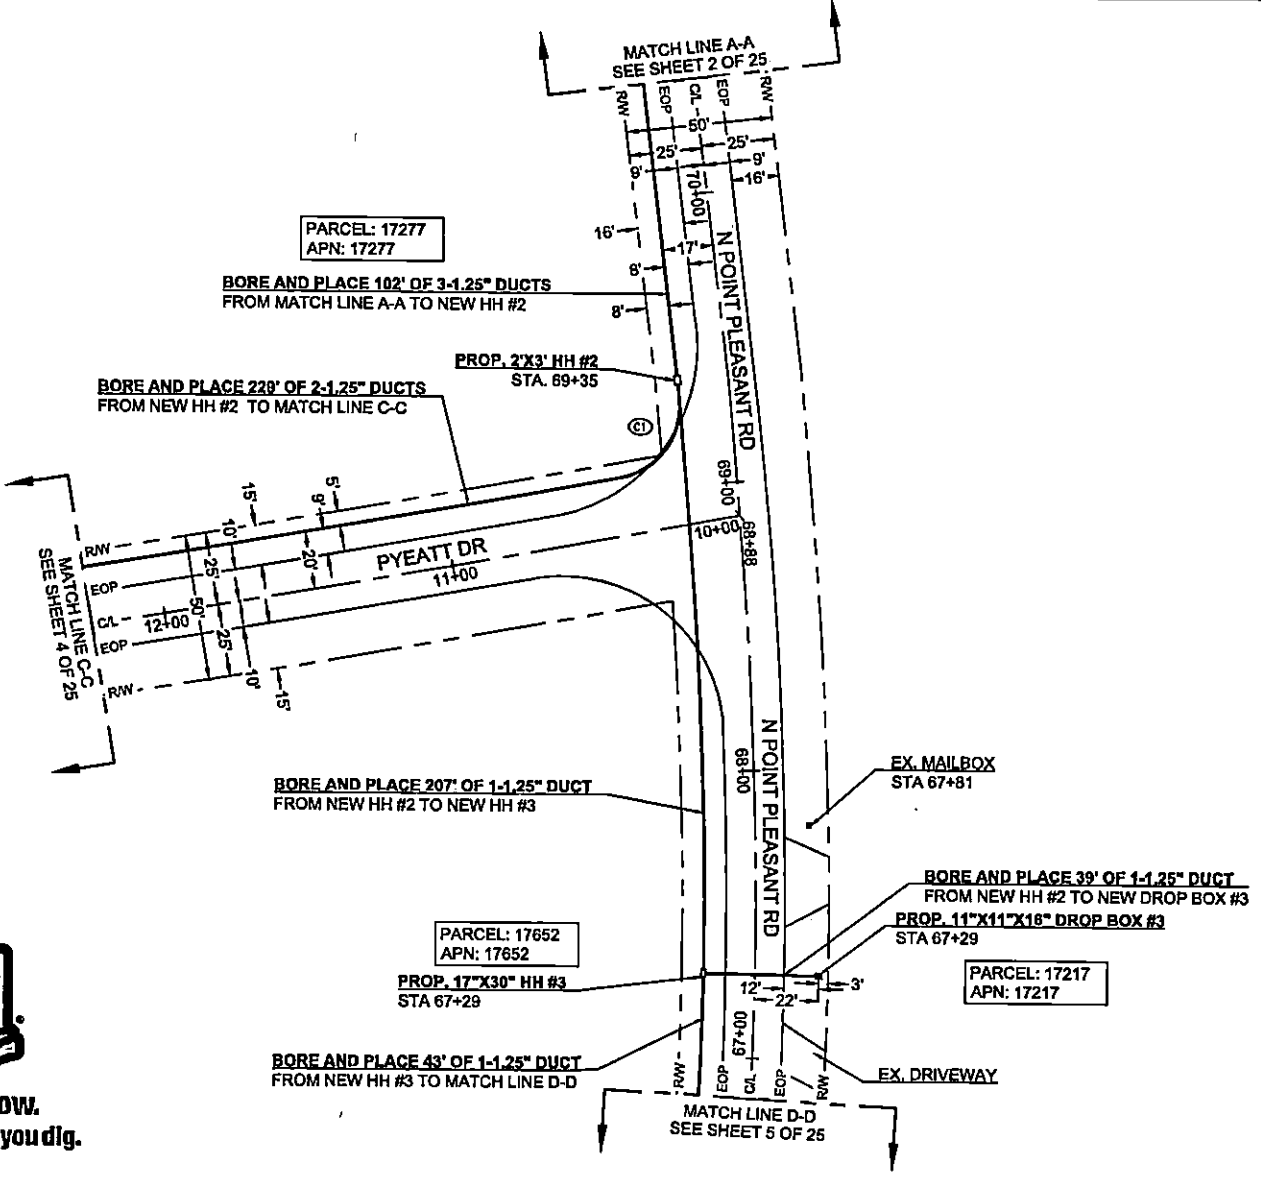 MATCH LINE A-A
SEE SHEET 2 OF 25
R/W
EOP
C/L
EOP
R/W
50'
25'
25'
9'
9'
16'
70+00
16'
17'
N POINT PLEASANT RD
8'
8'
PARCEL: 17277
APN: 17277
BORE AND PLACE 102' OF 3-1.25" DUCTS
FROM MATCH LINE A-A TO NEW HH #2
PROP. 2'X3' HH #2
STA. 69+35
BORE AND PLACE 229' OF 2-1.25" DUCTS
FROM NEW HH #2 TO MATCH LINE C-C
C1
69+00
10+00
68+88
15'
9'
5'
10'
20'
25'
50'
25'
10'
15'
PYEATT DR
11+00
12+00
R/W
EOP
C/L
EOP
R/W
MATCH LINE C-C
SEE SHEET 4 OF 25
68+00
N POINT PLEASANT RD
EX. MAILBOX
STA 67+81
BORE AND PLACE 207' OF 1-1.25" DUCT
FROM NEW HH #2 TO NEW HH #3
BORE AND PLACE 39' OF 1-1.25" DUCT
FROM NEW HH #2 TO NEW DROP BOX #3
PROP. 11"X11"X16" DROP BOX #3
STA 67+29
PARCEL: 17652
APN: 17652
PROP. 17"X30" HH #3
STA 67+29
PARCEL: 17217
APN: 17217
12'
22'
3'
67+00
BORE AND PLACE 43' OF 1-1.25" DUCT
FROM NEW HH #3 TO MATCH LINE D-D
EX. DRIVEWAY
R/W
EOP
C/L
EOP
R/W
MATCH LINE D-D
SEE SHEET 5 OF 25
ow.
you dig.